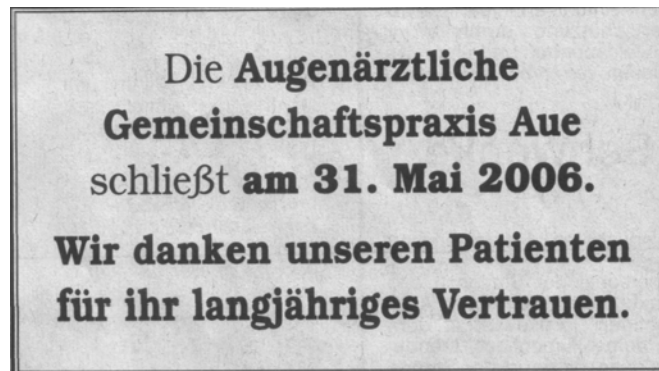 Die Augenärztliche
Gemeinschaftspraxis Aue
schließt am 31. Mai 2006.
Wir danken unseren Patienten
für ihr langjähriges Vertrauen.